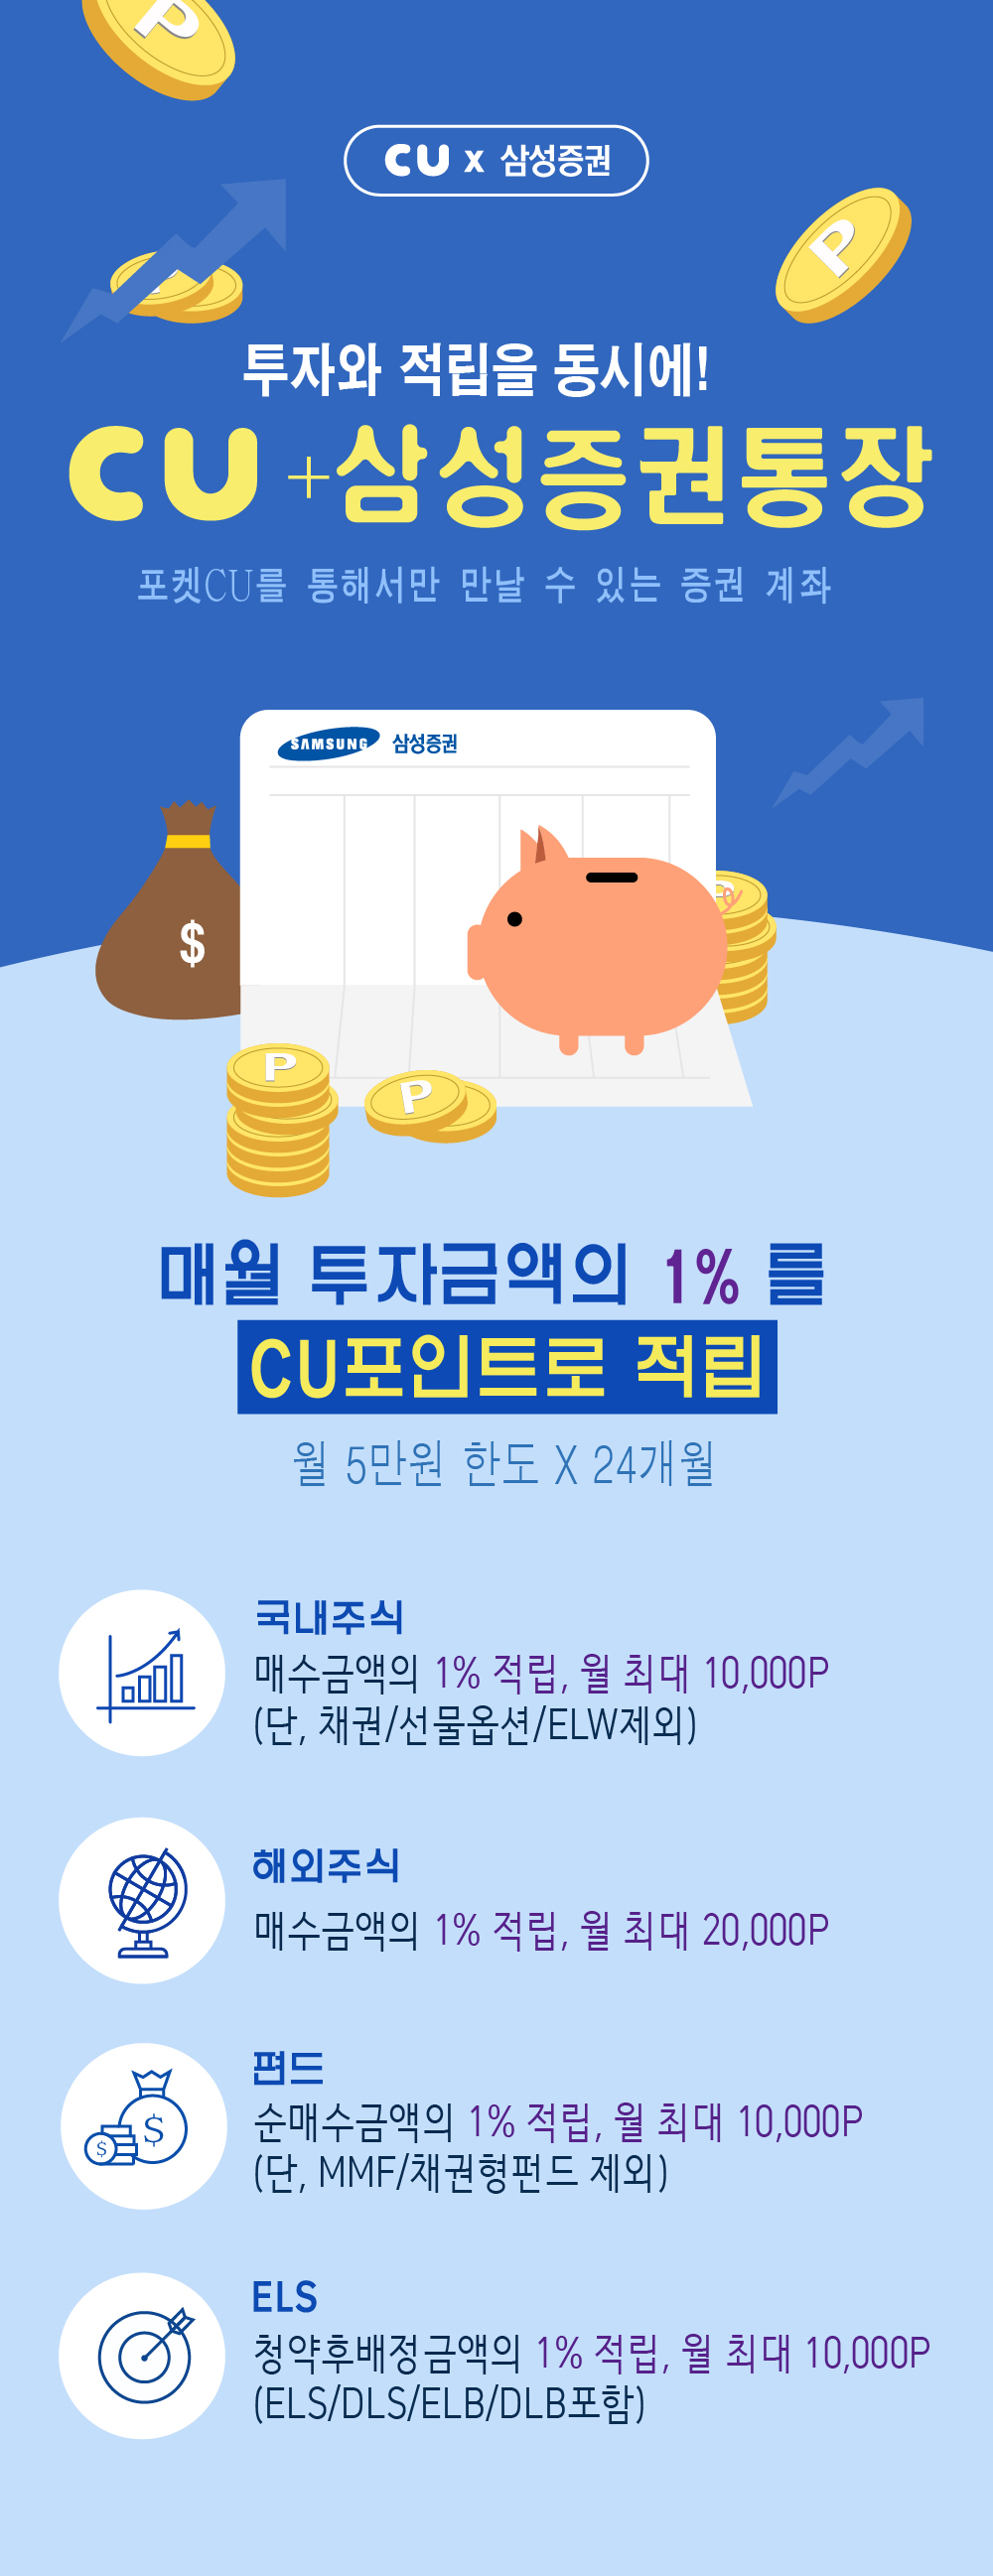 P
CU x 삼성증권
P
투자와 적립을 동시에!
CU +삼성증권통장
포켓CU를 통해서만 만날 수 있는 증권 계좌
SAMSUNG 삼성증권
$
P
P
매월 투자금액의 1% 를
CU포인트로 적립
월 5만원 한도 X 24개월
국내주식
매수금액의 1% 적립, 월 최대 10,000P
(단, 채권/선물옵션/ELW제외)
해외주식
매수금액의 1% 적립, 월 최대 20,000P
펀드
순매수금액의 1% 적립, 월 최대 10,000P
(단, MMF/채권형펀드 제외)
$
$
ELS
청약후배정금액의 1% 적립, 월 최대 10,000P
(ELS/DLS/ELB/DLB포함)